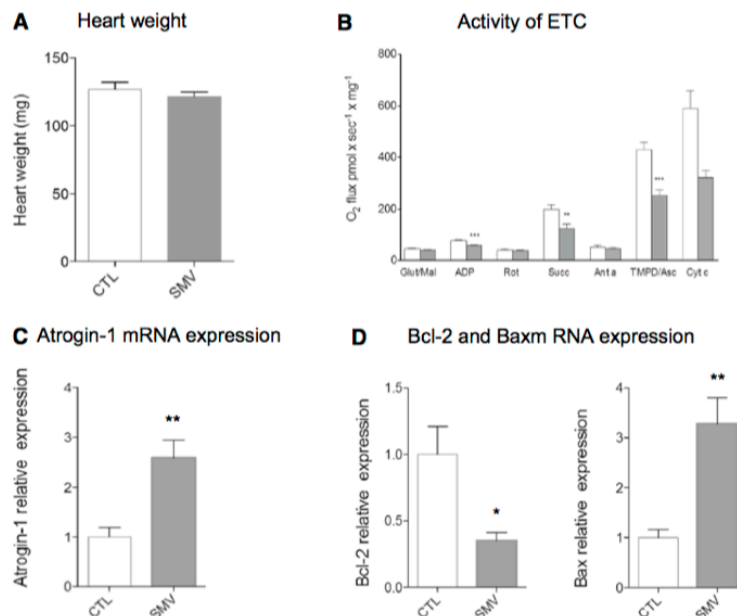 A Heart weight
Heart weight (mg)
150
100
50
0
CTL
SMV
B Activity of ETC
O₂ flux pmol x sec⁻¹ x mg⁻¹
800
600
400
200
0
***
**
***
Glut/Mal ADP Rot Succ Ant a TMPD/Asc Cyt c
C Atrogin-1 mRNA expression
Atrogin-1 relative expression
4
3
2
1
0
**
CTL
SMV
D Bcl-2 and Baxm RNA expression
Bcl-2 relative expression
1.5
1.0
0.5
0.0
*
CTL
SMV
Bax relative expression
4
3
2
1
0
**
CTL
SMV